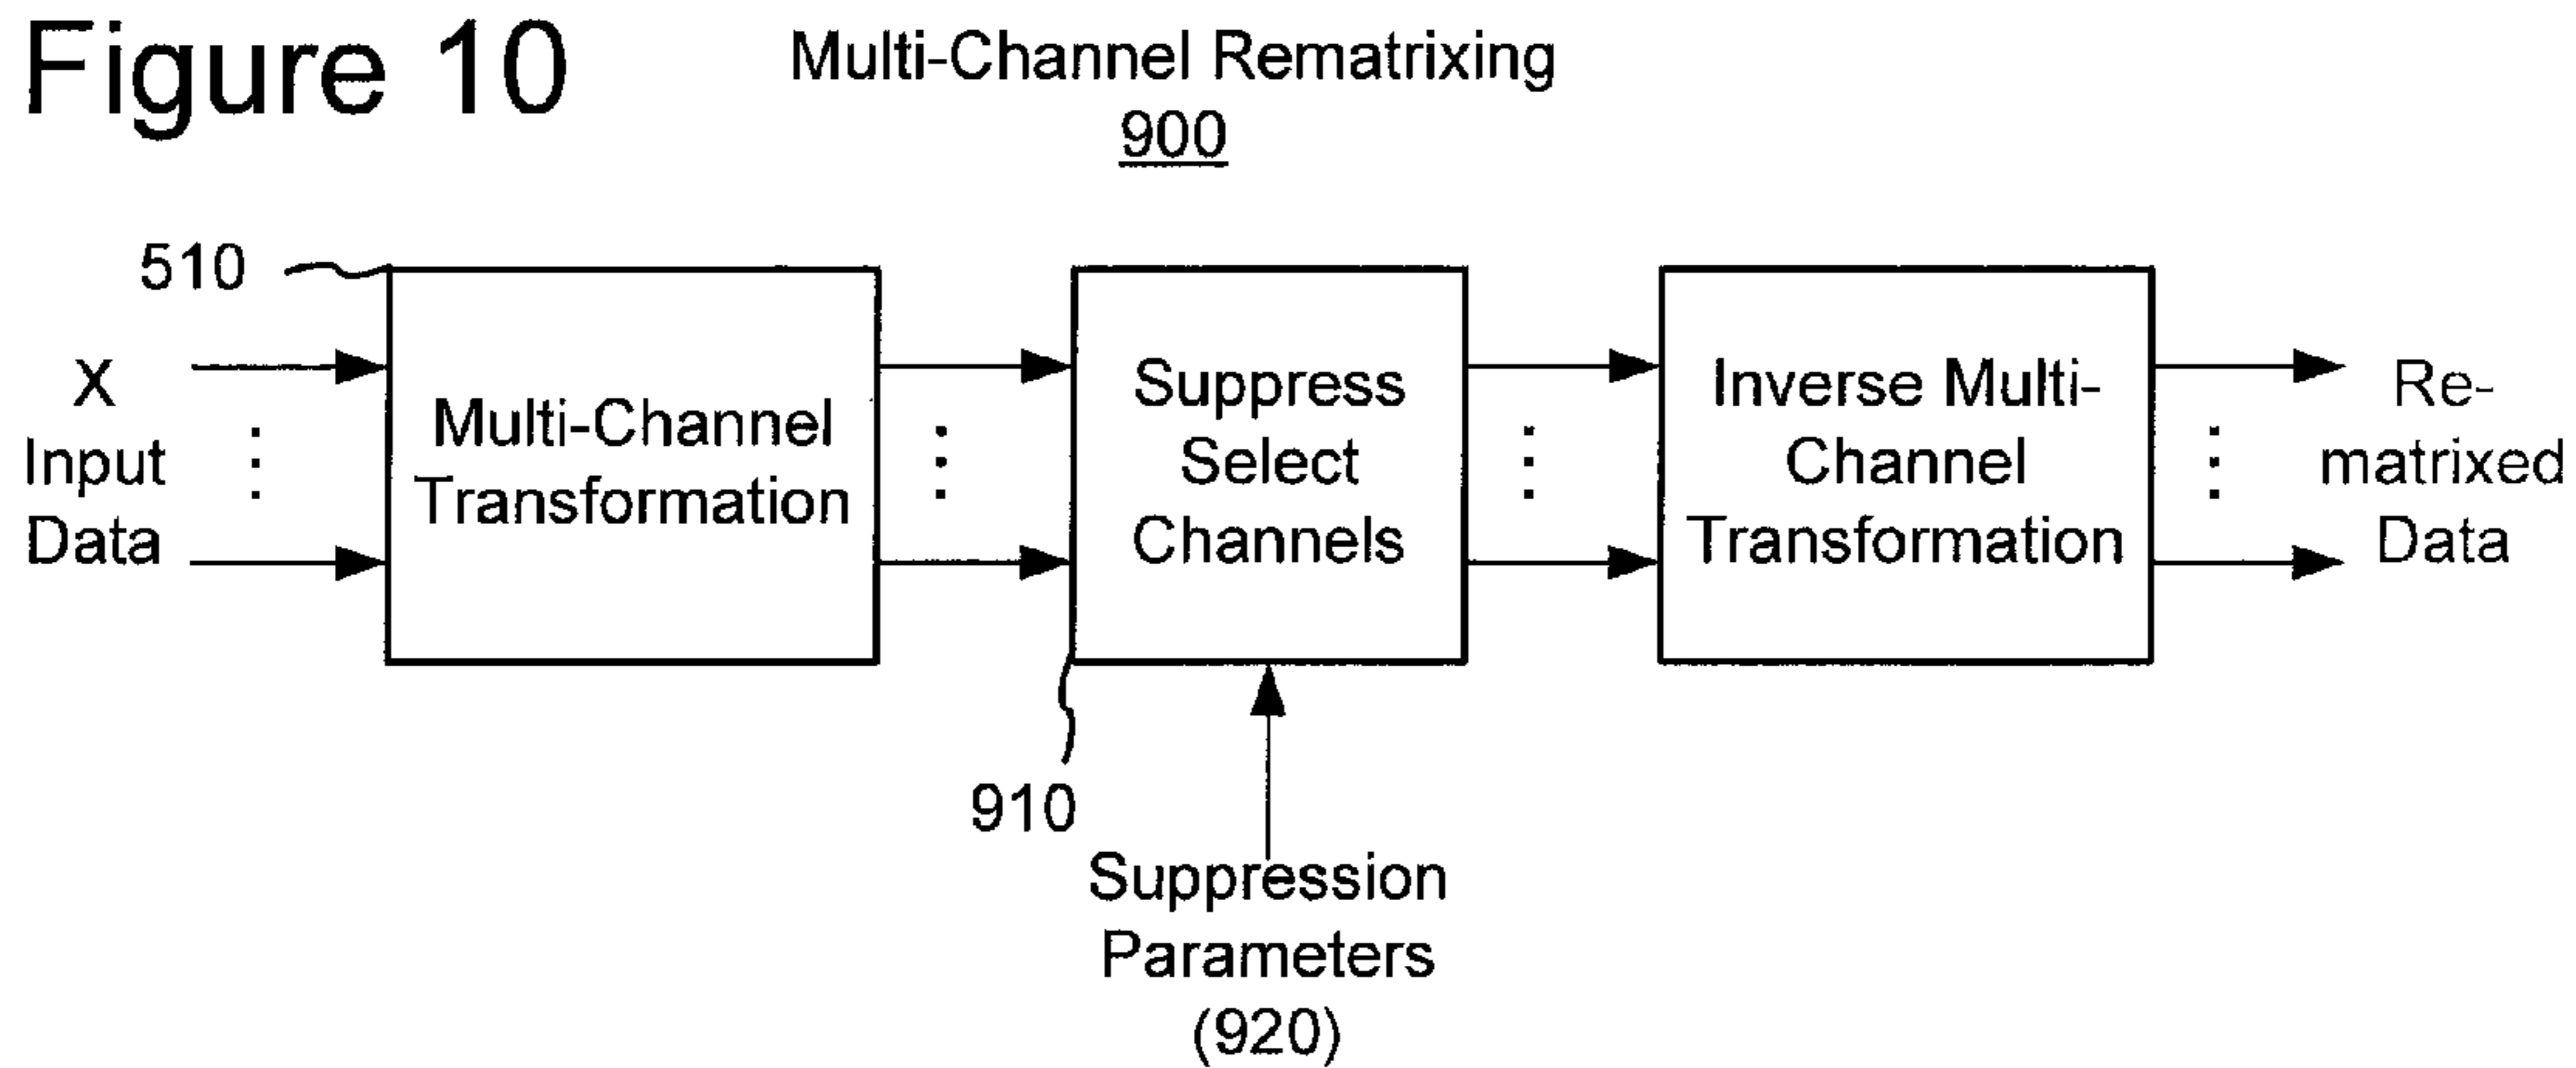 Figure 10
Multi-Channel Rematrixing
900
510
X
Input
Data
Multi-Channel
Transformation
Suppress
Select
Channels
Inverse Multi-
Channel
Transformation
Re-
matrixed
Data
910
Suppression
Parameters
(920)